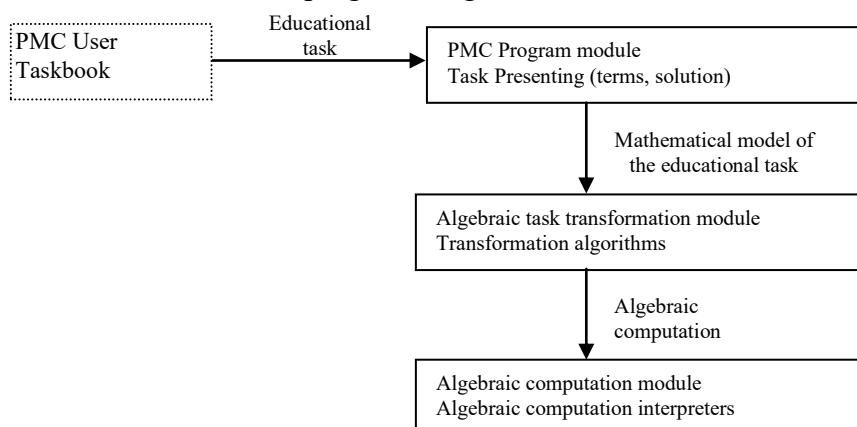 PMC User
Taskbook
Educational
task
PMC Program module
Task Presenting (terms, solution)
Mathematical model of
the educational task
Algebraic task transformation module
Transformation algorithms
Algebraic
computation
Algebraic computation module
Algebraic computation interpreters